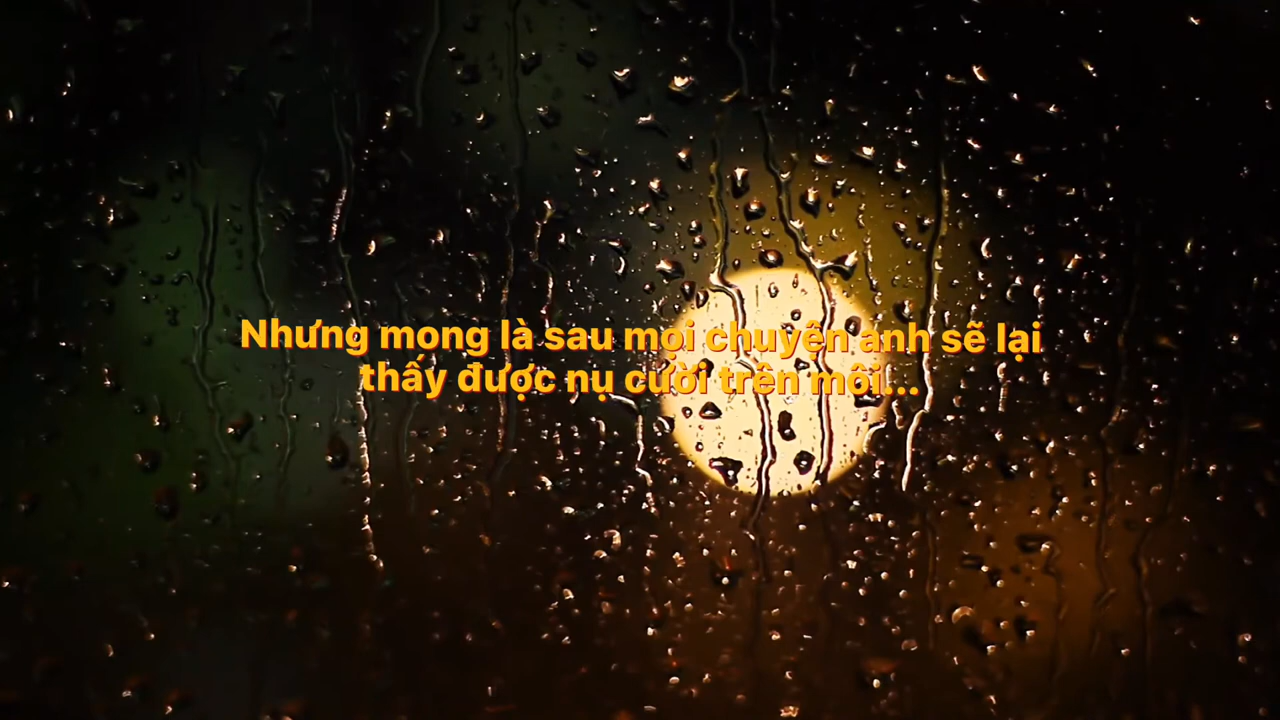 Nhưng mong là sau mọi chuyện anh sẽ lại
thấy được nụ cười trên môi...